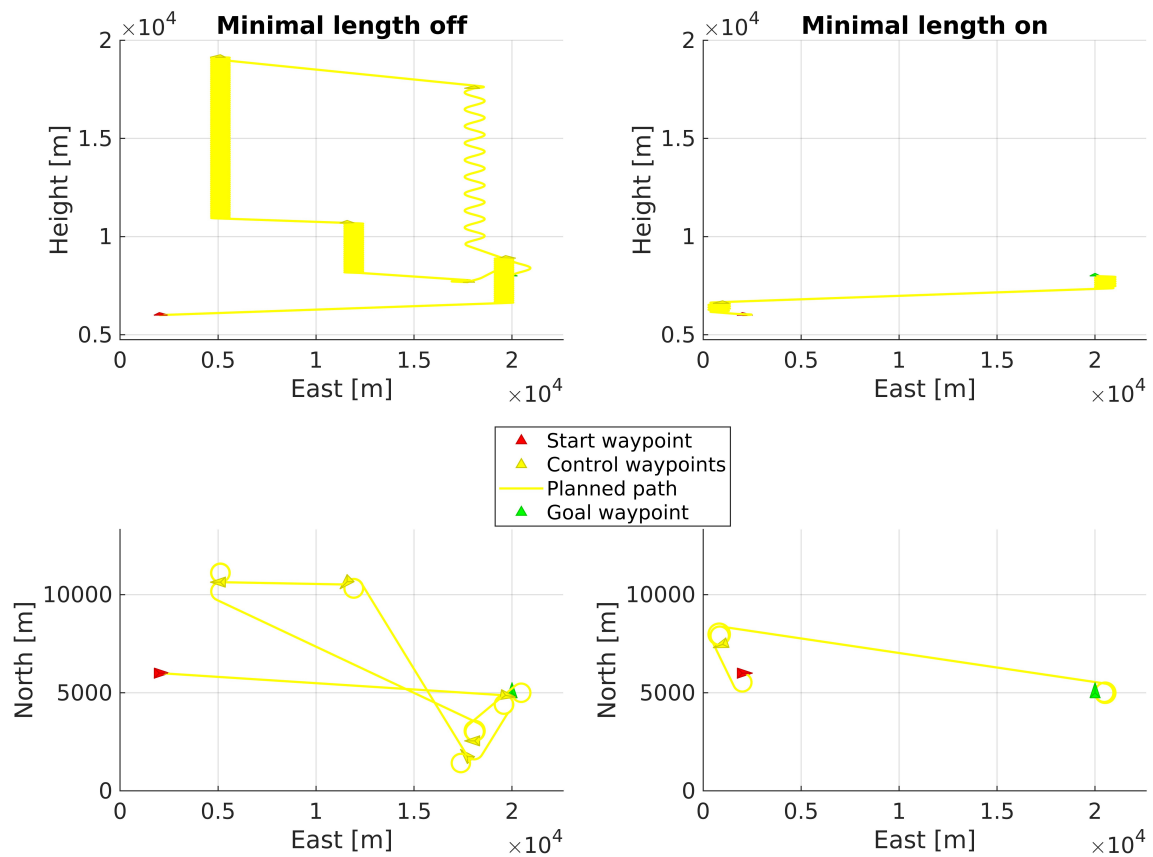 Minimal length off
Minimal length on
×10⁴
2
1.5
1
0.5
Height [m]
0 0.5 1 1.5 2
East [m]
×10⁴
×10⁴
2
1.5
1
0.5
Height [m]
0 0.5 1 1.5 2
East [m]
×10⁴
Start waypoint
Control waypoints
Planned path
Goal waypoint
10000
5000
0
North [m]
0 0.5 1 1.5 2
East [m]
×10⁴
10000
5000
0
North [m]
0 0.5 1 1.5 2
East [m]
×10⁴